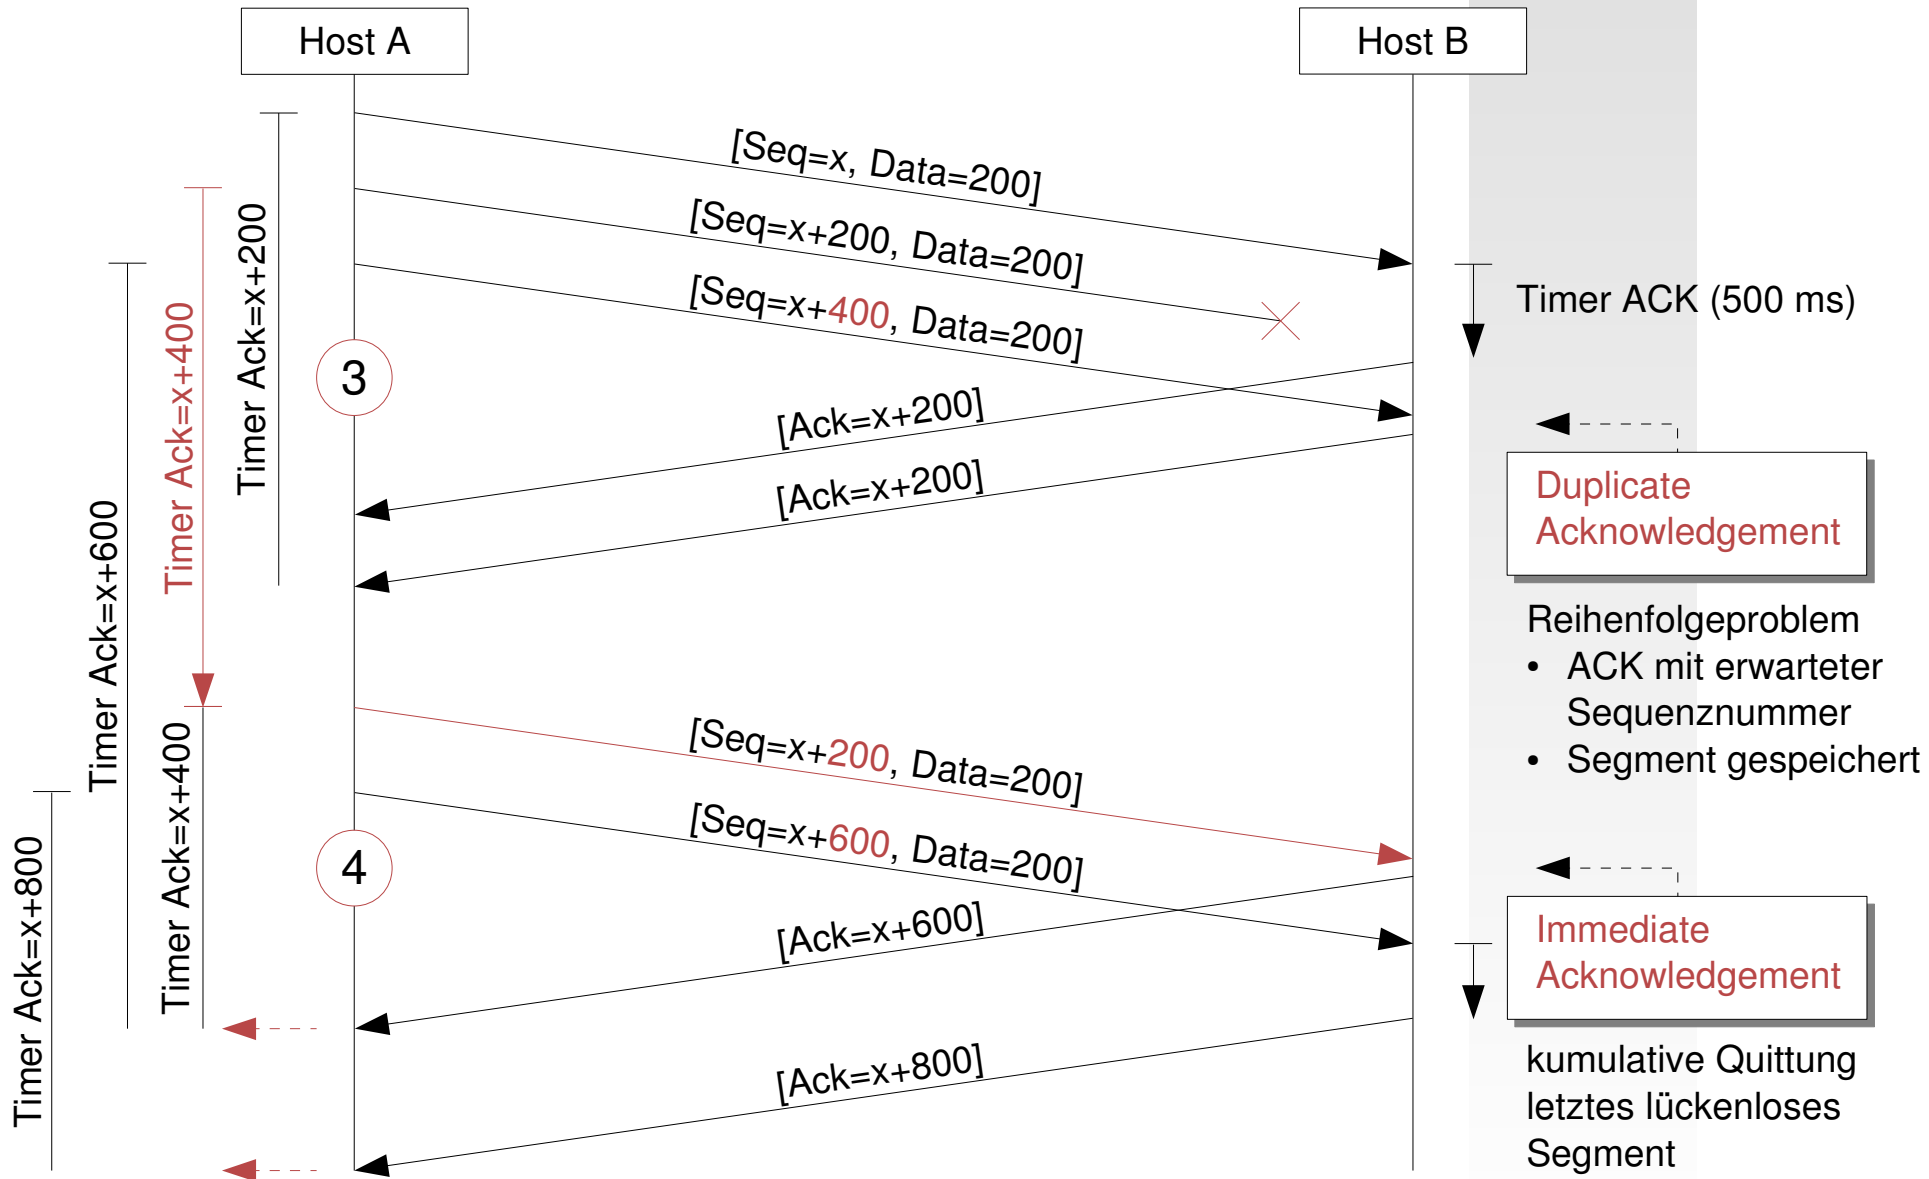 Host A
Host B
[Seq=x, Data=200]
[Seq=x+200, Data=200]
[Seq=x+400, Data=200]
Timer ACK (500 ms)
Timer Ack=x+200
Timer Ack=x+400
Timer Ack=x+600
3
[Ack=x+200]
[Ack=x+200]
Duplicate
Acknowledgement
Reihenfolgeproblem
• ACK mit erwarteter
Sequenznummer
• Segment gespeichert
[Seq=x+200, Data=200]
[Seq=x+600, Data=200]
Timer Ack=x+400
Timer Ack=x+800
4
[Ack=x+600]
Immediate
Acknowledgement
kumulative Quittung
letztes lückenloses
Segment
[Ack=x+800]